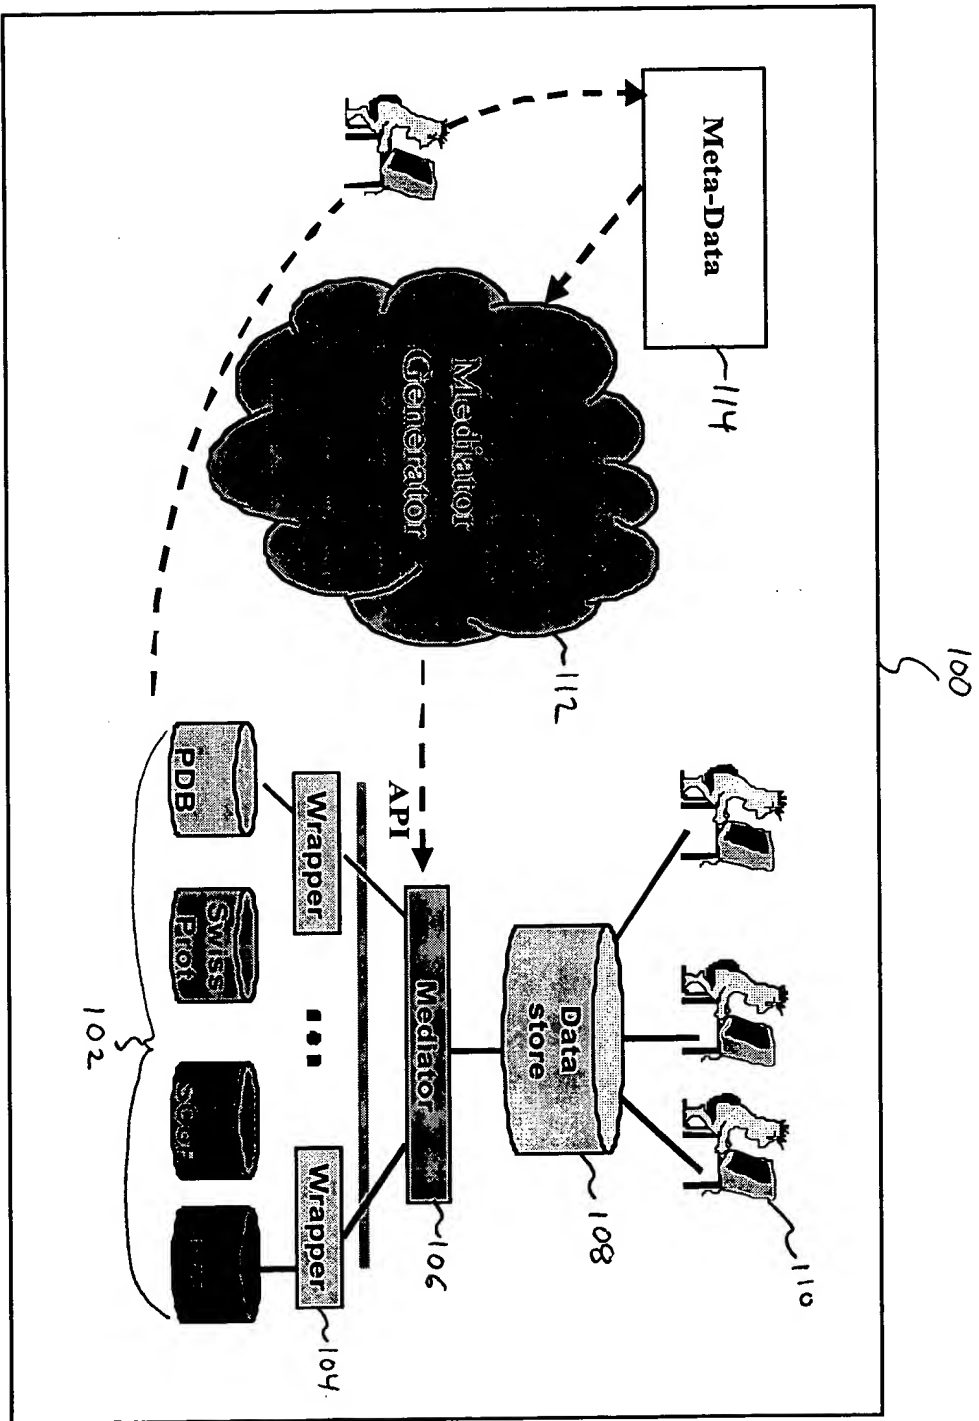 100
Meta-Data
114
Mediator
Generator
112
API
110
Data
store
108
Mediator
106
Wrapper
Wrapper
104
PDB
Swiss
Prot
102